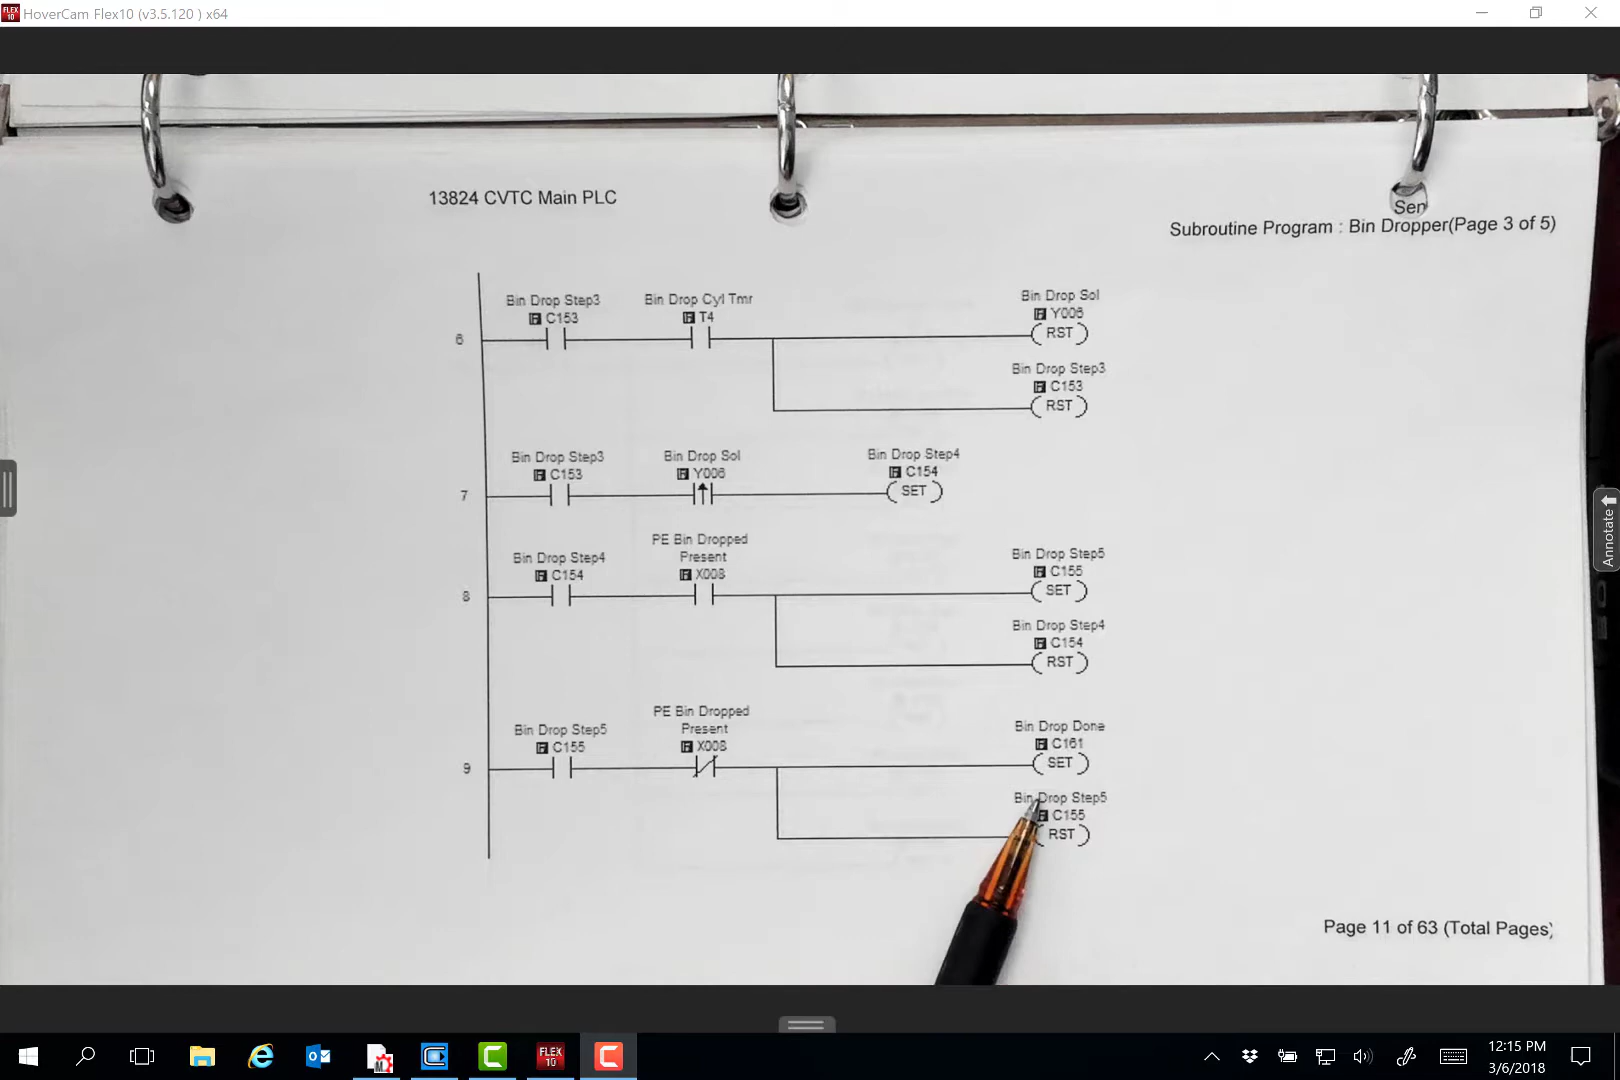 HoverCam Flex10 (v3.5.120 ) x64
13824 CVTC Main PLC
Sen
Subroutine Program : Bin Dropper(Page 3 of 5)
Bin Drop Step3
C153
Bin Drop Cyl Tmr
T4
Bin Drop Sol
Y006
6
RST
Bin Drop Step3
C153
RST
Bin Drop Step3
C153
Bin Drop Sol
Y006
Bin Drop Step4
C154
7
SET
Bin Drop Step4
C154
PE Bin Dropped
Present
X008
Bin Drop Step5
C155
8
SET
Bin Drop Step4
C154
RST
Bin Drop Step5
C155
PE Bin Dropped
Present
X008
Bin Drop Done
C161
9
SET
Bin Drop Step5
C155
RST
Page 11 of 63 (Total Pages)
Annotate
FLEX
10
12:15 PM
3/6/2018